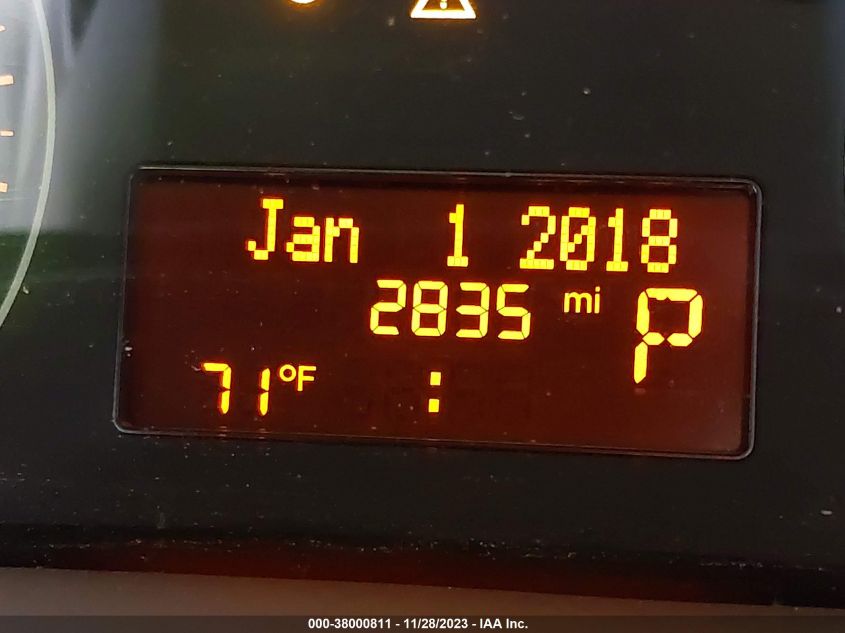 Jan 1 2018
2835 mi P
71°F :
000-38000811 - 11/28/2023 - IAA Inc.